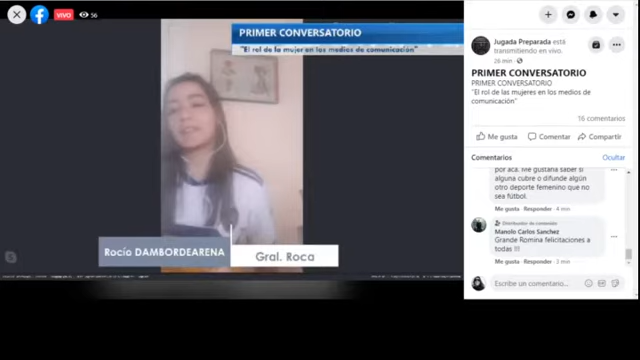 VIVO
56
PRIMER CONVERSATORIO
"El rol de la mujer en los medios de comunicación"
Rocío DAMBORDEARENA
Gral. Roca
Jugada Preparada está
transmitiendo en vivo.
26 min
PRIMER CONVERSATORIO
PRIMER CONVERSATORIO
"El rol de las mujeres en los medios de
comunicación"
16 comentarios
Me gusta Comentar Compartir
Comentarios Ocultar
por acá. Me gustaría saber si
alguna cubre o difunde algún
otro deporte femenino que no
sea fútbol.
Me gusta · Responder · 4 min
Manolo Carlos Sanchez
Grande Romina felicitaciones a
todas !!!
Me gusta · Responder · 3 min
Escribe un comentario...